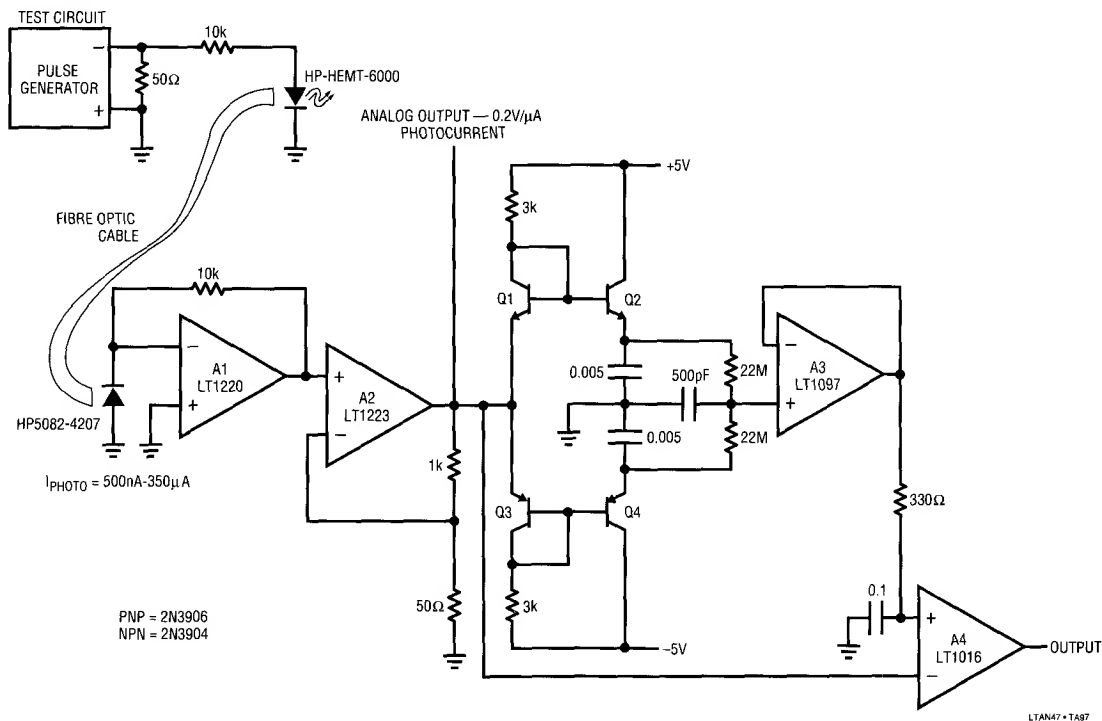 TEST CIRCUIT
PULSE
GENERATOR
−
+
50Ω
10k
HP-HEMT-6000
FIBRE OPTIC
CABLE
ANALOG OUTPUT — 0.2V/µA
PHOTOCURRENT
+5V
3k
Q1
Q2
10k
−
+
A1
LT1220
HP5082-4207
IPHOTO = 500nA-350µA
+
−
A2
LT1223
1k
50Ω
0.005
500pF
0.005
22M
22M
−
+
A3
LT1097
330Ω
Q3
Q4
3k
−5V
0.1
+
−
A4
LT1016
OUTPUT
PNP = 2N3906
NPN = 2N3904
LTAN47 • TA97